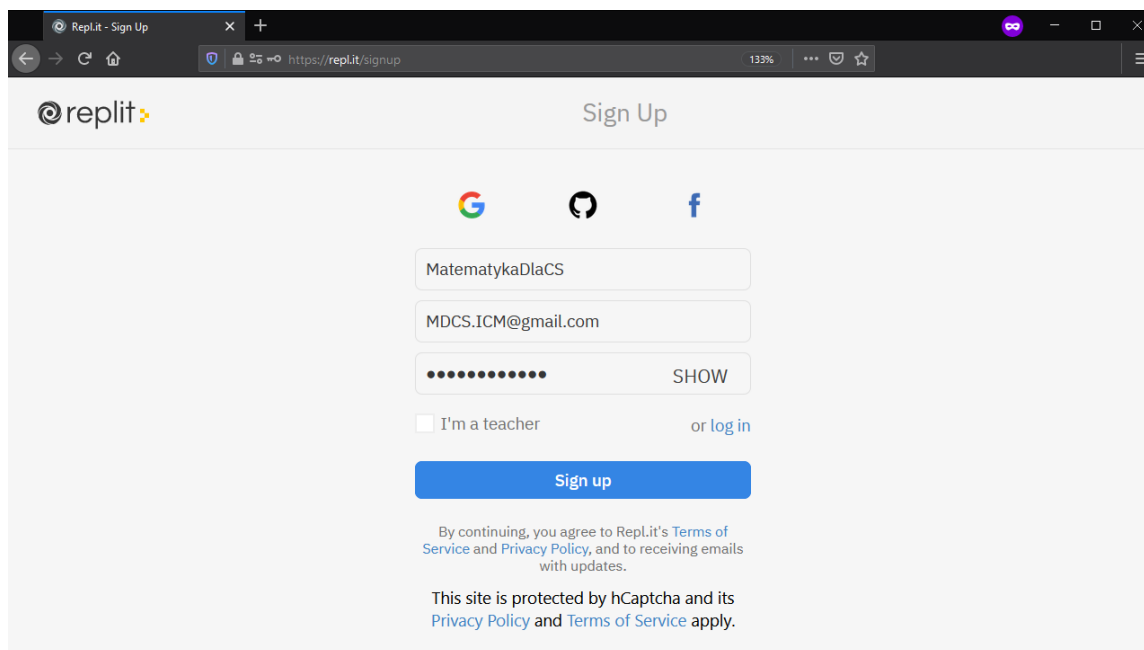 Repl.it - Sign Up
https://repl.it/signup
133%
replit
Sign Up
MatematykaDlaCS
MDCS.ICM@gmail.com
SHOW
I'm a teacher
or log in
Sign up
By continuing, you agree to Repl.it's Terms of
Service and Privacy Policy, and to receiving emails
with updates.
This site is protected by hCaptcha and its
Privacy Policy and Terms of Service apply.